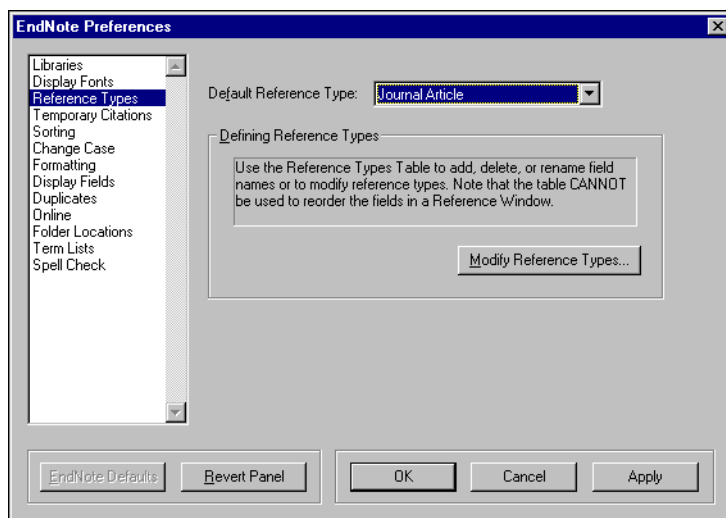 EndNote Preferences
Libraries
Display Fonts
Reference Types
Temporary Citations
Sorting
Change Case
Formatting
Display Fields
Duplicates
Online
Folder Locations
Term Lists
Spell Check
Default Reference Type: Journal Article
Defining Reference Types
Use the Reference Types Table to add, delete, or rename field
names or to modify reference types. Note that the table CANNOT
be used to reorder the fields in a Reference Window.
Modify Reference Types...
EndNote Defaults Revert Panel OK Cancel Apply